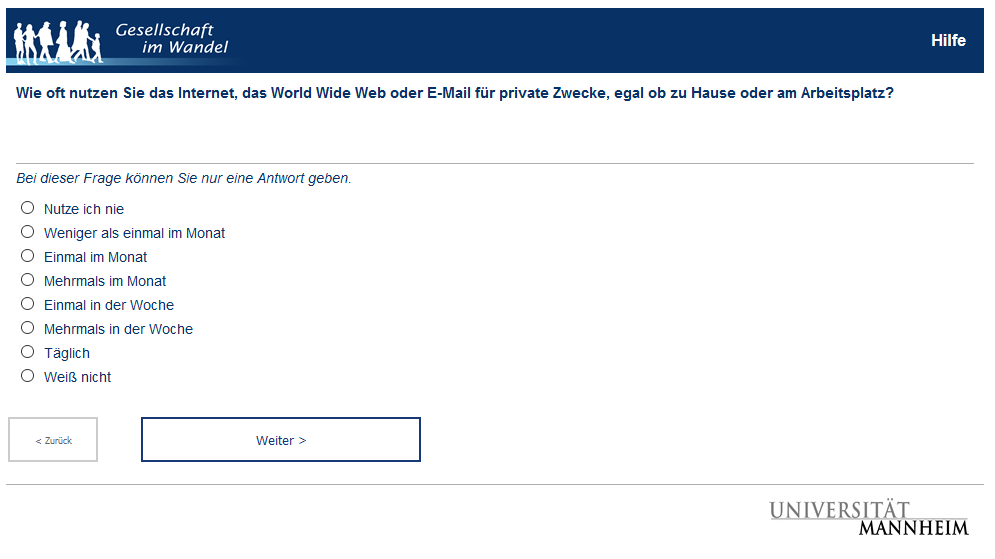 Gesellschaft
im Wandel
Hilfe
Wie oft nutzen Sie das Internet, das World Wide Web oder E-Mail für private Zwecke, egal ob zu Hause oder am Arbeitsplatz?
Bei dieser Frage können Sie nur eine Antwort geben.
Nutze ich nie
Weniger als einmal im Monat
Einmal im Monat
Mehrmals im Monat
Einmal in der Woche
Mehrmals in der Woche
Täglich
Weiß nicht
< Zurück
Weiter >
UNIVERSITÄT
MANNHEIM